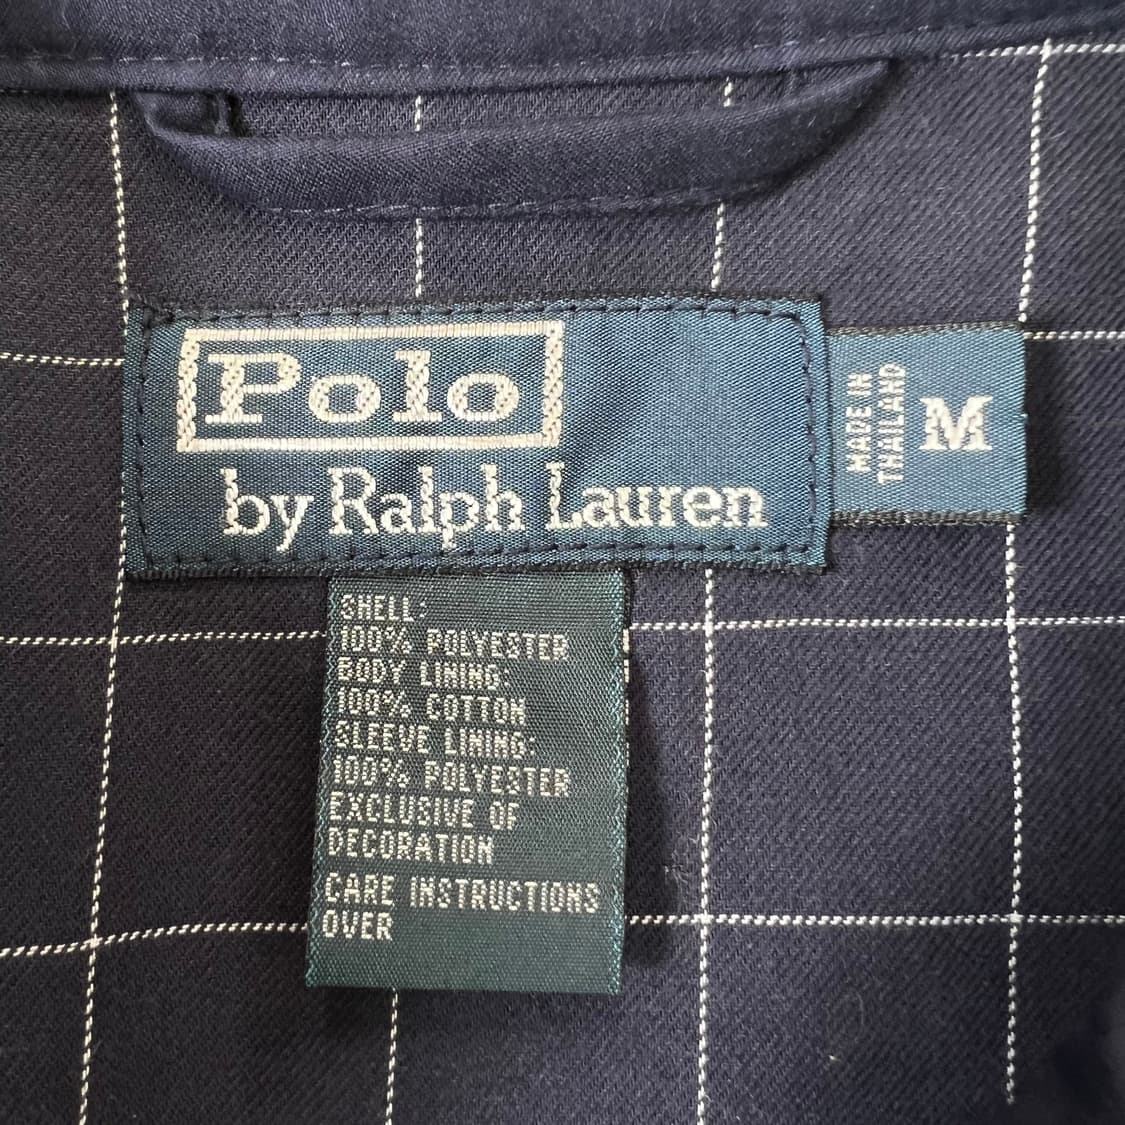 Polo
by Ralph Lauren
MADE IN
THAILAND
M
SHELL:
100% POLYESTER
BODY LINING:
100% COTTON
SLEEVE LINING:
100% POLYESTER
EXCLUSIVE OF
DECORATION
CARE INSTRUCTIONS
OVER